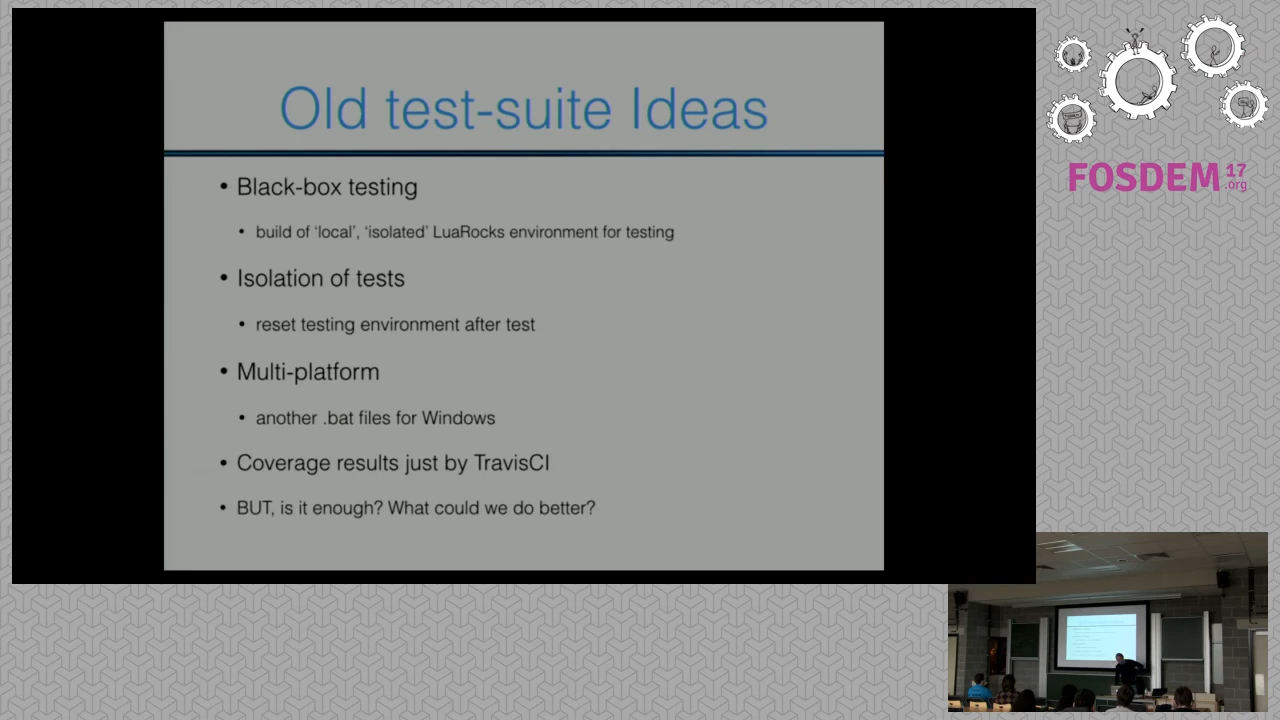 Old test-suite Ideas
• Black-box testing
• build of ‘local’, ‘isolated’ LuaRocks environment for testing
• Isolation of tests
• reset testing environment after test
• Multi-platform
• another .bat files for Windows
• Coverage results just by TravisCI
• BUT, is it enough? What could we do better?
FOSDEM 17
.org